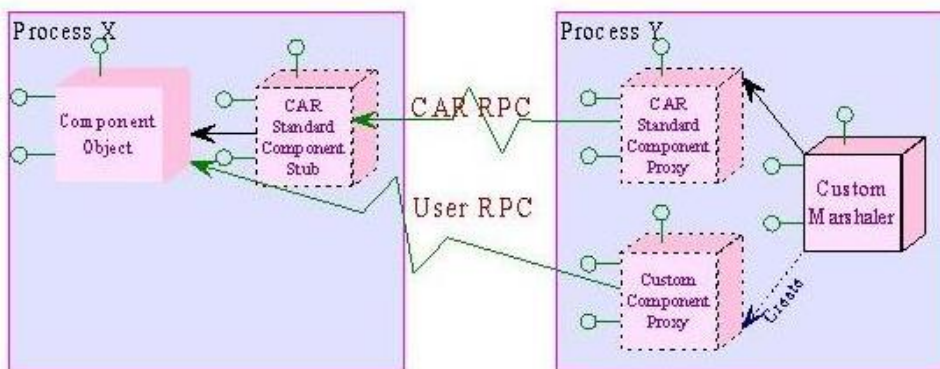 Process X
Component
Object
CAR
Standard
Component
Stub
CAR RPC
User RPC
Process Y
CAR
Standard
Component
Proxy
Custom
Marshaler
Custom
Component
Proxy
Create